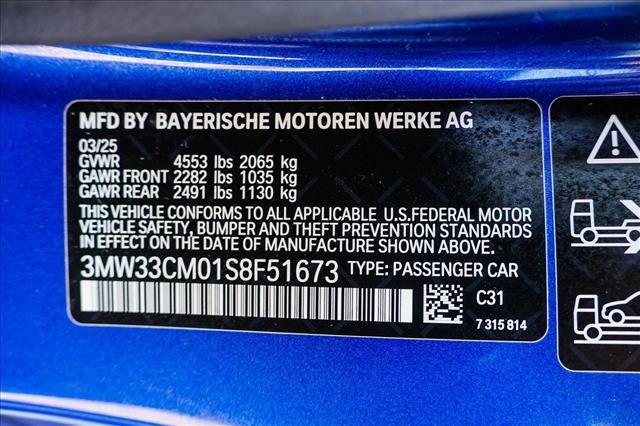 MFD BY BAYERISCHE MOTOREN WERKE AG
03/25
GVWR 4553 lbs 2065 kg
GAWR FRONT 2282 lbs 1035 kg
GAWR REAR 2491 lbs 1130 kg
THIS VEHICLE CONFORMS TO ALL APPLICABLE U.S.FEDERAL MOTOR
VEHICLE SAFETY, BUMPER AND THEFT PREVENTION STANDARDS
IN EFFECT ON THE DATE OF MANUFACTURE SHOWN ABOVE.
3MW33CM01S8F51673 TYPE: PASSENGER CAR
C31
7 315 814